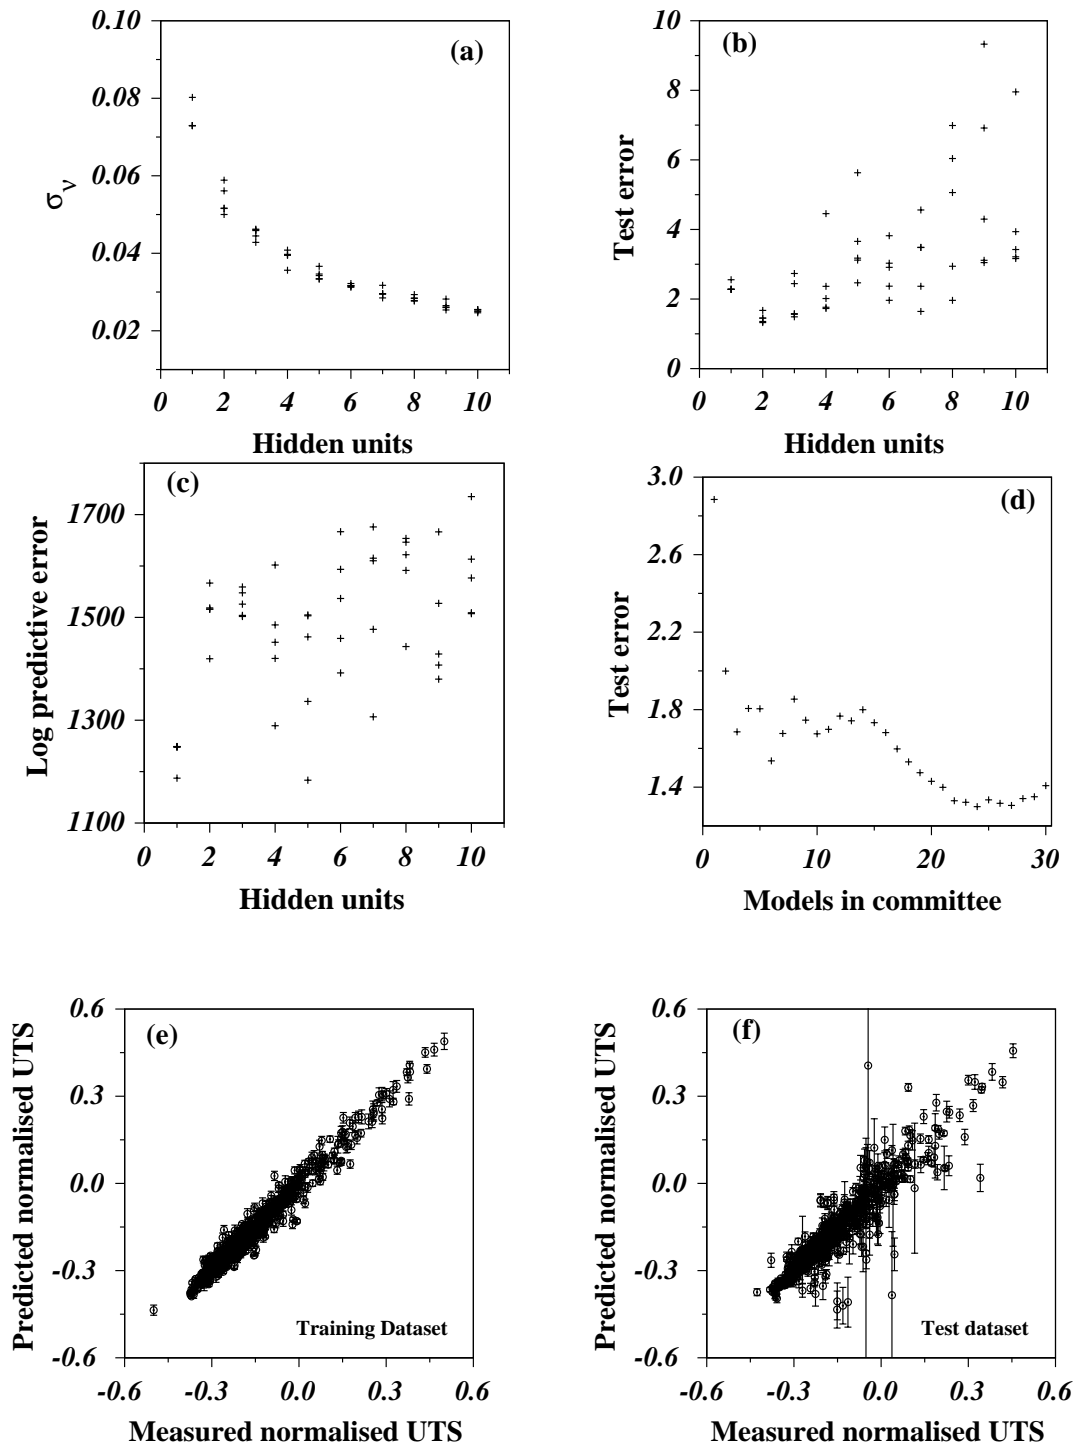 0.10
0.08
0.06
0.04
0.02
σν
(a)
0 2 4 6 8 10
Hidden units
10
8
6
4
2
0
Test error
(b)
0 2 4 6 8 10
Hidden units
1700
1500
1300
1100
Log predictive error
(c)
0 2 4 6 8 10
Hidden units
3.0
2.6
2.2
1.8
1.4
Test error
(d)
0 10 20 30
Models in committee
0.6
0.3
0.0
-0.3
-0.6
Predicted normalised UTS
(e)
Training Dataset
-0.6 -0.3 0.0 0.3 0.6
Measured normalised UTS
0.6
0.3
0.0
-0.3
-0.6
Predicted normalised UTS
(f)
Test dataset
-0.6 -0.3 0.0 0.3 0.6
Measured normalised UTS